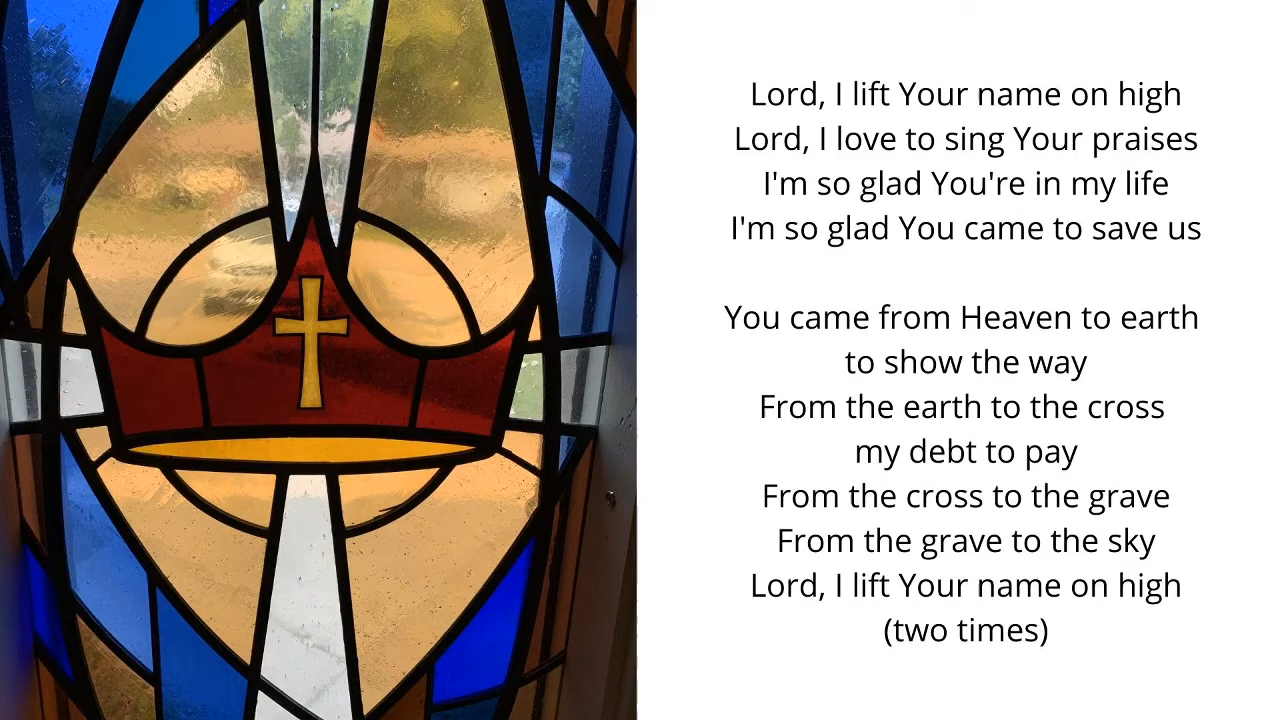 Lord, I lift Your name on high
Lord, I love to sing Your praises
I'm so glad You're in my life
I'm so glad You came to save us
You came from Heaven to earth
to show the way
From the earth to the cross
my debt to pay
From the cross to the grave
From the grave to the sky
Lord, I lift Your name on high
(two times)